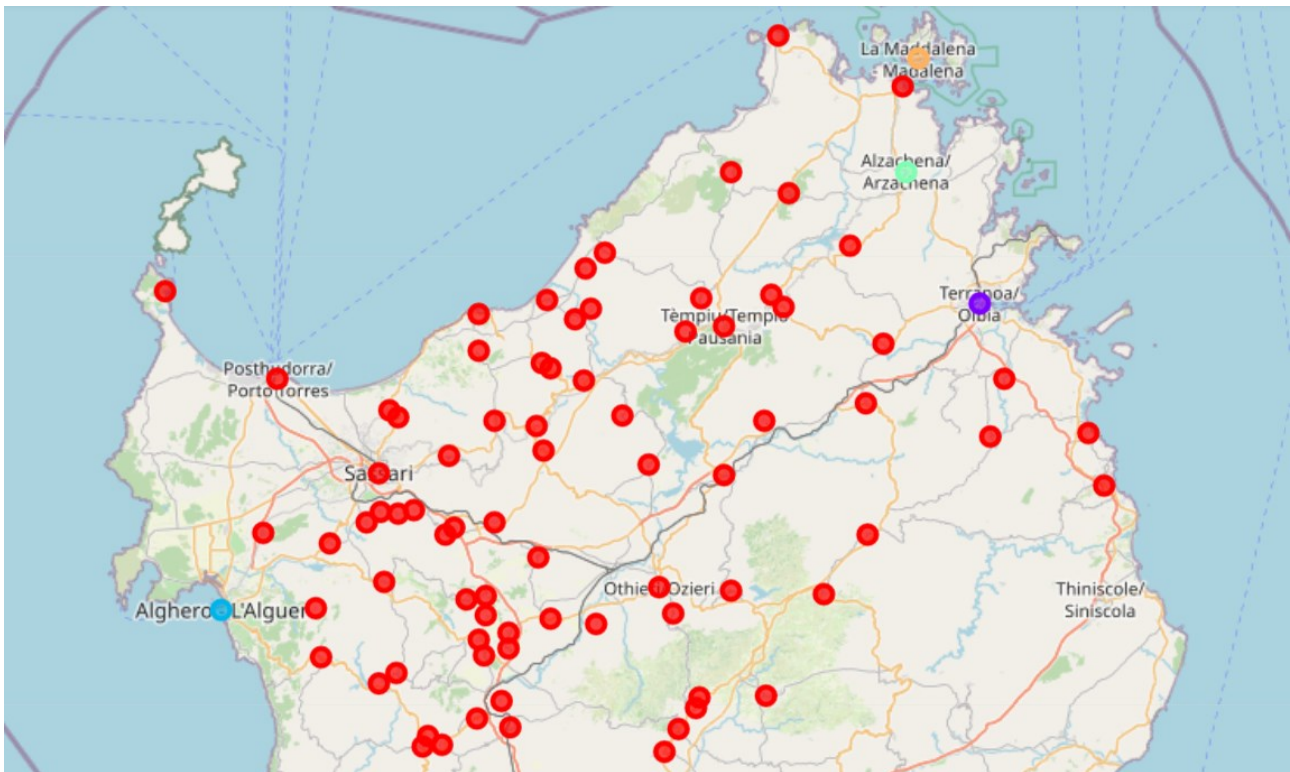 La Maddalena
Madalena
Alzachena/
Arzachena
Terranoa/
Olbia
Tèmpiu/Tempio
Pausania
Posthudorra/
Porto Torres
Sassari
Othieri/Ozieri
Thiniscole/
Siniscola
Alghero L'Alguer